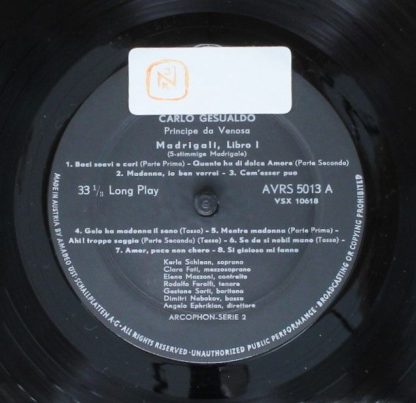 CARLO GESUALDO
Principe da Venosa
Madrigali, Libro I
(5-stimmige Madrigale)
1. Baci soavi e cari (Parte Prima) - Quanto ha di dolce Amore (Parte Seconda)
2. Madonna, io ben vorrei - 3. Com'esser puo
33 1/3 Long Play
AVRS 5013 A
VSX 10618
4. Gelo ha madonna il seno (Tasso) - 5. Mentre madonna (Parte Prima) -
Ahi! troppo saggia (Parte Seconda) (Tasso) - 6. Se da si nobil mano (Tasso)
7. Amor, pace non chero - 8. Si gioioso mi fanno
Karla Schlean, soprano
Clara Foti, mezzosoprano
Elena Mazzoni, contralto
Rodolfo Farolfi, tenore
Gastone Sarti, baritono
Dimitri Nabokov, basso
Angelo Ephrikian, direttore
ARCOPHON-SERIE 2
MADE IN AUSTRIA BY AMADEO ÖST. SCHALLPLATTEN A-G - ALL RIGHTS RESERVED - UNAUTHORIZED PUBLIC PERFORMANCE - BROADCASTING OR COPYING PROHIBITED